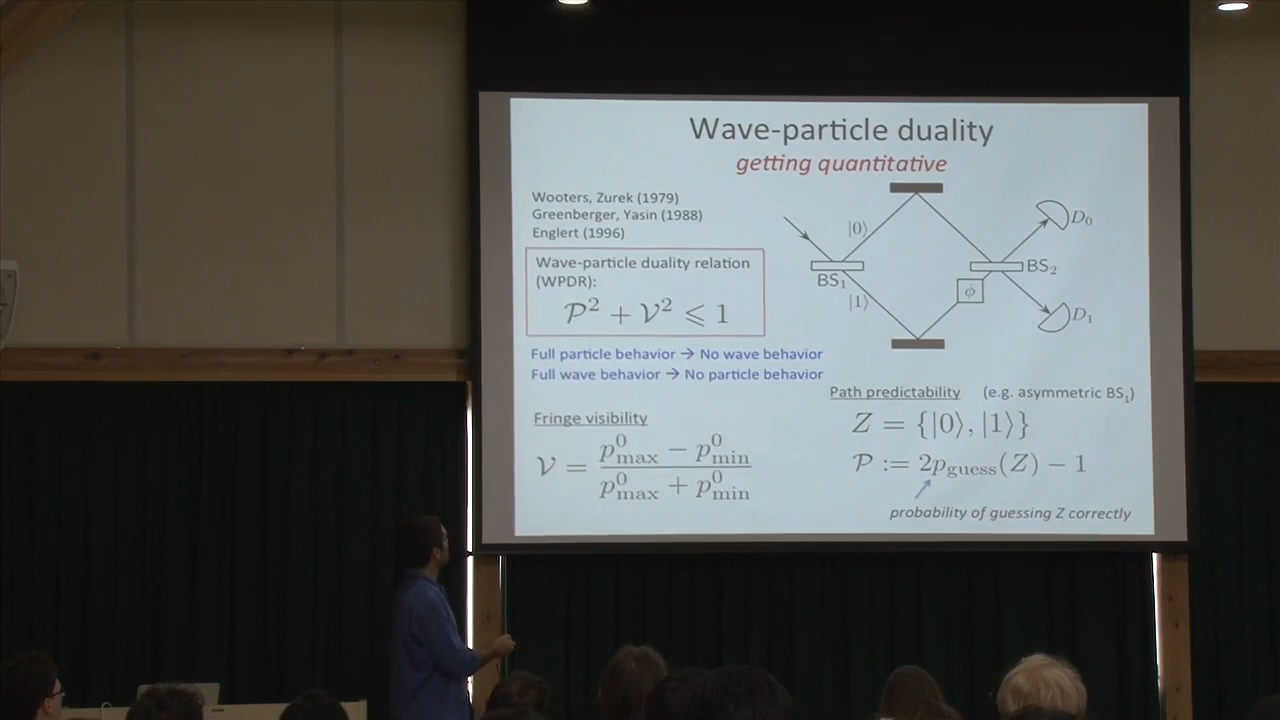 Wave-particle duality
getting quantitative
Wooters, Zurek (1979)
Greenberger, Yasin (1988)
Englert (1996)
Wave-particle duality relation
(WPDR):
𝒫² + 𝒱² ⩽ 1
Full particle behavior → No wave behavior
Full wave behavior → No particle behavior
Fringe visibility
𝒱 = (p⁰max − p⁰min) / (p⁰max + p⁰min)
|0⟩
BS₁
|1⟩
ϕ
BS₂
D₀
D₁
Path predictability (e.g. asymmetric BS₁)
Z = {|0⟩, |1⟩}
𝒫 := 2p_guess(Z) − 1
probability of guessing Z correctly